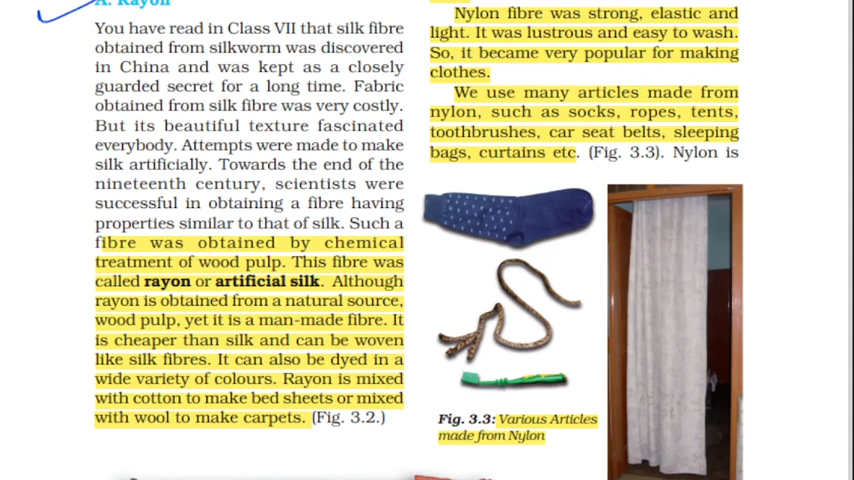 A. Rayon
You have read in Class VII that silk fibre
obtained from silkworm was discovered
in China and was kept as a closely
guarded secret for a long time. Fabric
obtained from silk fibre was very costly.
But its beautiful texture fascinated
everybody. Attempts were made to make
silk artificially. Towards the end of the
nineteenth century, scientists were
successful in obtaining a fibre having
properties similar to that of silk. Such a
fibre was obtained by chemical
treatment of wood pulp. This fibre was
called rayon or artificial silk. Although
rayon is obtained from a natural source,
wood pulp, yet it is a man-made fibre. It
is cheaper than silk and can be woven
like silk fibres. It can also be dyed in a
wide variety of colours. Rayon is mixed
with cotton to make bed sheets or mixed
with wool to make carpets. (Fig. 3.2.)
Nylon fibre was strong, elastic and
light. It was lustrous and easy to wash.
So, it became very popular for making
clothes.
We use many articles made from
nylon, such as socks, ropes, tents,
toothbrushes, car seat belts, sleeping
bags, curtains etc. (Fig. 3.3). Nylon is
Fig. 3.3: Various Articles
made from Nylon